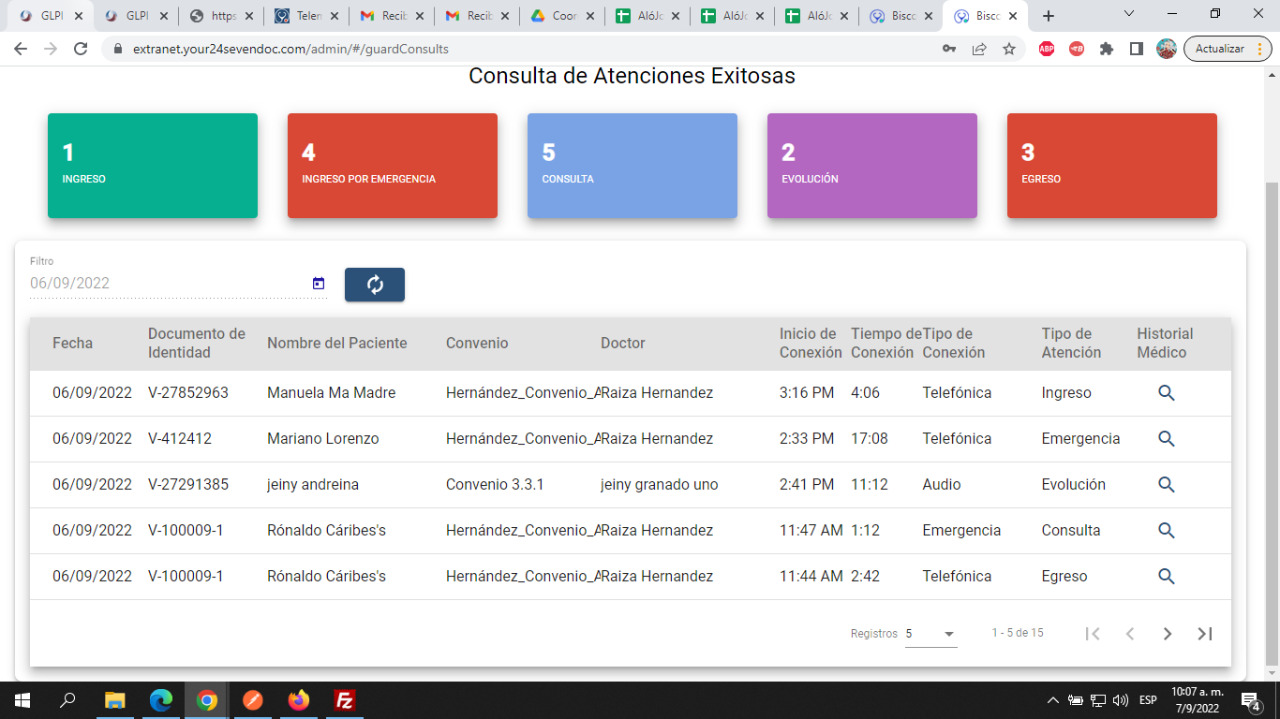 GLPI
GLPI
https
Telen
Recib
Recib
Coor
AlóJo
AlóJo
AlóJo
Bisco
Bisco
extranet.your24sevendoc.com/admin/#/guardConsults
ABP
Actualizar
Consulta de Atenciones Exitosas
1
INGRESO
4
INGRESO POR EMERGENCIA
5
CONSULTA
2
EVOLUCIÓN
3
EGRESO
Filtro
06/09/2022
Fecha Documento de Identidad Nombre del Paciente Convenio Doctor Inicio de Conexión Tiempo de Conexión Tipo de Conexión Tipo de Atención Historial Médico
06/09/2022 V-27852963 Manuela Ma Madre Hernández_Convenio_A Raiza Hernandez 3:16 PM 4:06 Telefónica Ingreso
06/09/2022 V-412412 Mariano Lorenzo Hernández_Convenio_A Raiza Hernandez 2:33 PM 17:08 Telefónica Emergencia
06/09/2022 V-27291385 jeiny andreina Convenio 3.3.1 jeiny granado uno 2:41 PM 11:12 Audio Evolución
06/09/2022 V-100009-1 Rónaldo Cáribes's Hernández_Convenio_A Raiza Hernandez 11:47 AM 1:12 Emergencia Consulta
06/09/2022 V-100009-1 Rónaldo Cáribes's Hernández_Convenio_A Raiza Hernandez 11:44 AM 2:42 Telefónica Egreso
Registros 5 1 - 5 de 15
Fz
ESP
10:07 a. m.
7/9/2022
4